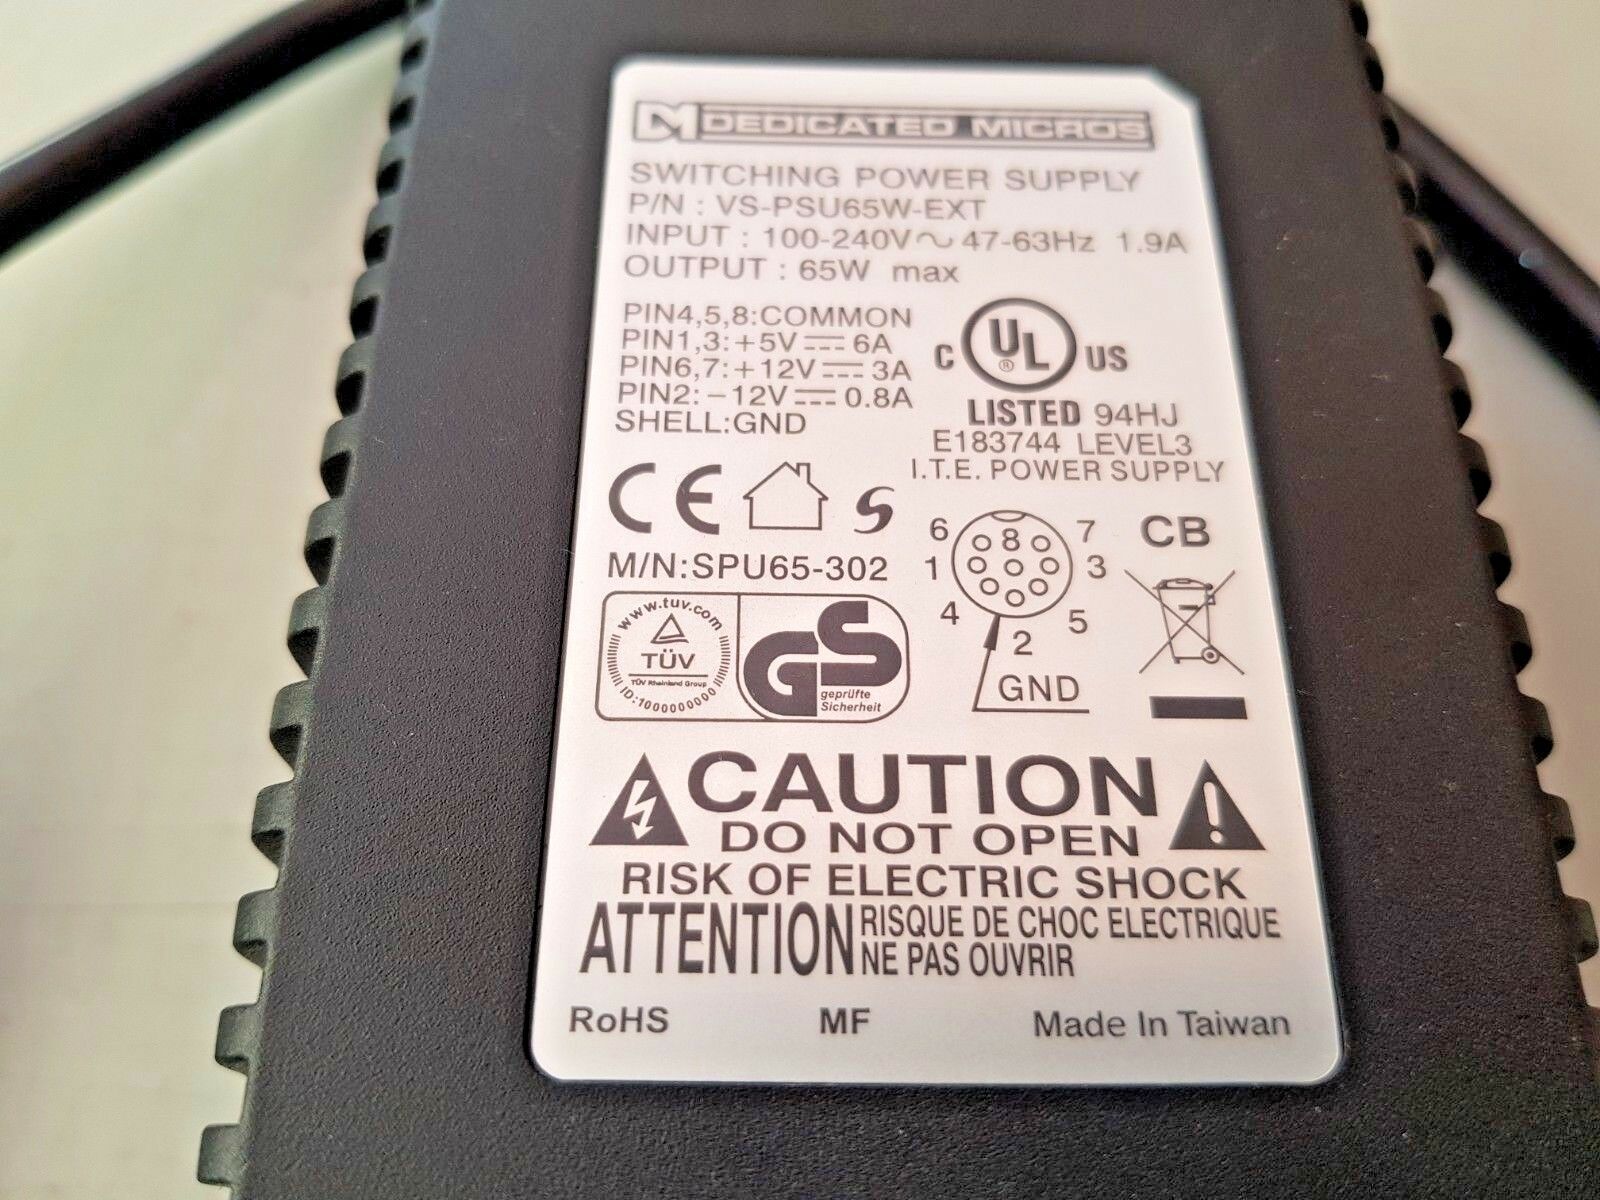 DM DEDICATED MICROS
SWITCHING POWER SUPPLY
P/N : VS-PSU65W-EXT
INPUT : 100-240V~ 47-63Hz 1.9A
OUTPUT : 65W max
PIN4,5,8:COMMON
PIN1,3:+5V⎓6A
PIN6,7:+12V⎓3A
PIN2:-12V⎓0.8A
SHELL:GND
C UL ® US
LISTED 94HJ
E183744 LEVEL3
I.T.E. POWER SUPPLY
CE S
M/N:SPU65-302
6 8 7
1 3
4 2 5
GND
CB
www.tuv.com
TÜV
TÜV Rheinland Group
ID:1000000000
GS
geprüfte
Sicherheit
CAUTION
DO NOT OPEN
RISK OF ELECTRIC SHOCK
ATTENTION RISQUE DE CHOC ELECTRIQUE
NE PAS OUVRIR
RoHS MF Made In Taiwan